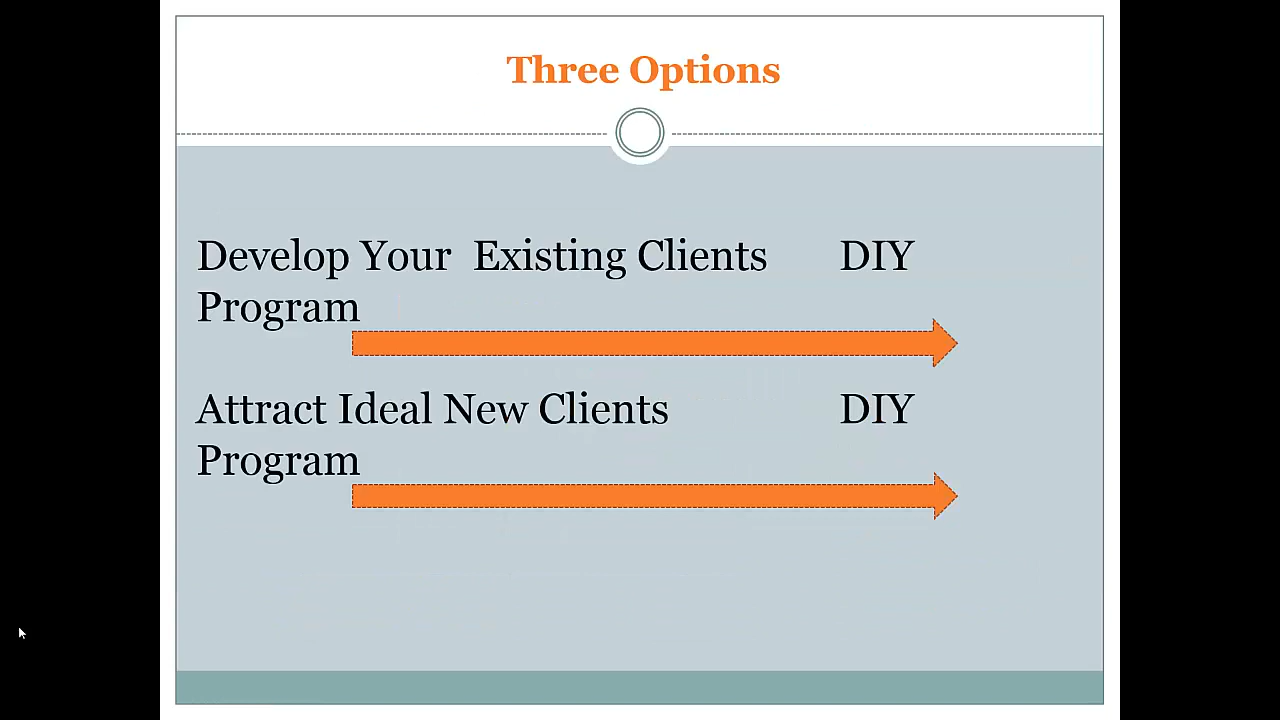 Three Options
Develop Your  Existing Clients DIY
Program
Attract Ideal New Clients DIY
Program